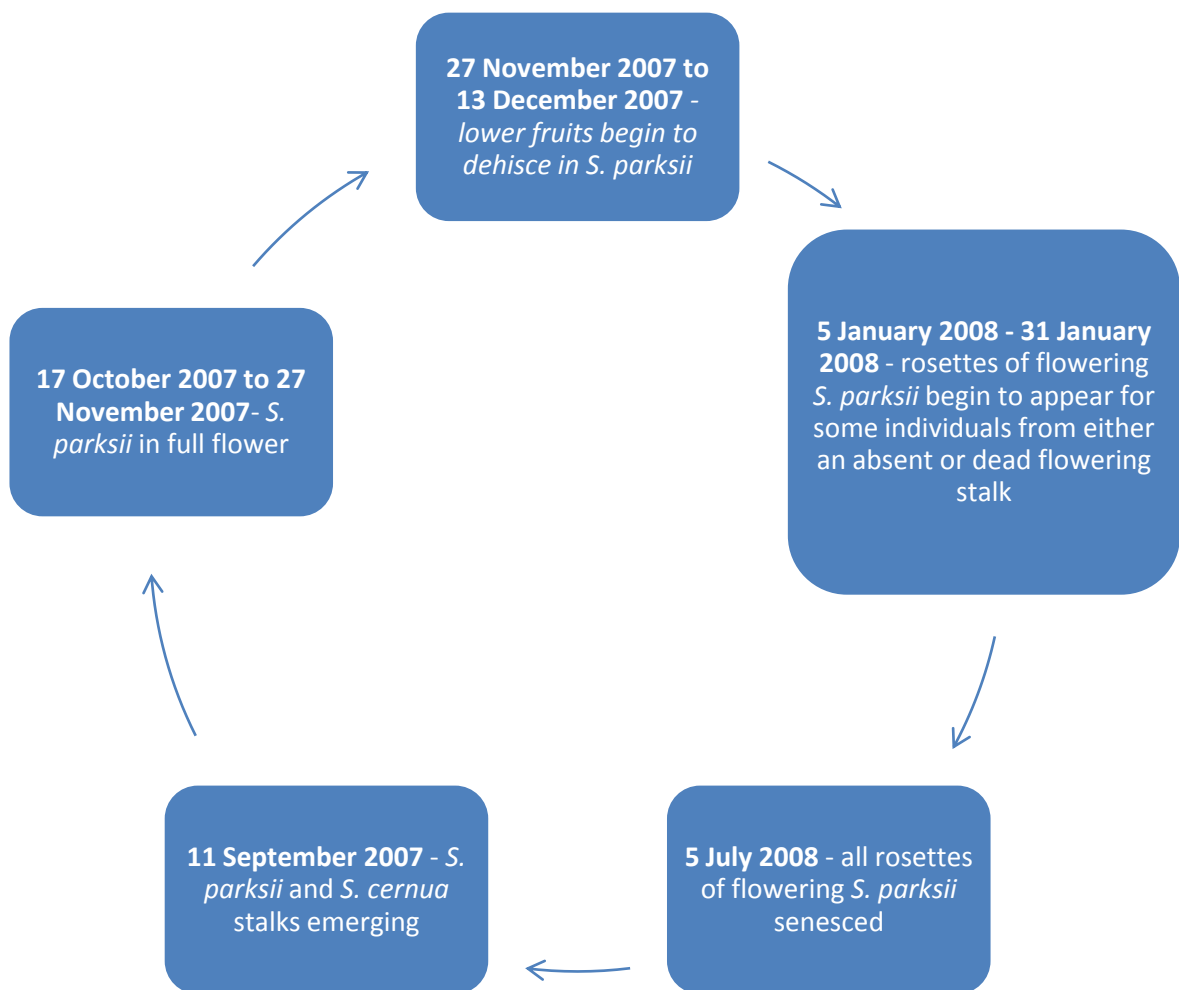 27 November 2007 to
13 December 2007 -
lower fruits begin to
dehisce in S. parksii
5 January 2008 - 31 January
2008 - rosettes of flowering
S. parksii begin to appear for
some individuals from either
an absent or dead flowering
stalk
5 July 2008 - all rosettes
of flowering S. parksii
senesced
11 September 2007 - S.
parksii and S. cernua
stalks emerging
17 October 2007 to 27
November 2007- S.
parksii in full flower